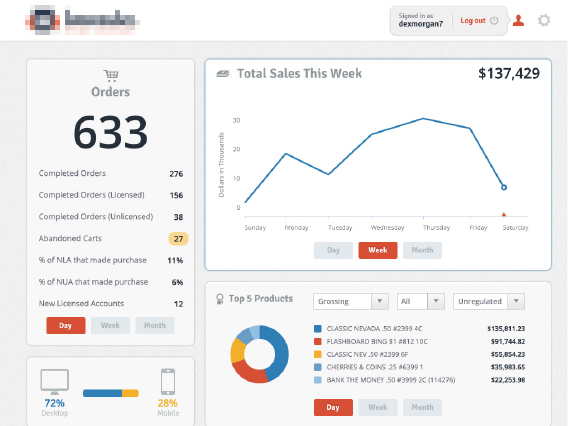 Signed in as
dexmorgan7
Log out
Orders
633
Completed Orders 276
Completed Orders (Licensed) 156
Completed Orders (Unlicensed) 38
Abandoned Carts 27
% of NLA that made purchase 11%
% of NUA that made purchase 6%
New Licensed Accounts 12
Day Week Month
72%
Desktop
28%
Mobile
Total Sales This Week $137,429
Dollars in Thousands
30
20
10
0
Sunday Monday Tuesday Wednesday Thursday Friday Saturday
Day Week Month
Top 5 Products Grossing All Unregulated
CLASSIC NEVADA .50 #2399 4C $135,811.23
FLASHBOARD BING $1 #812 10C $91,744.82
CLASSIC NEV .50 #2399 6F $55,854.23
CHERRIES & COINS .25 #6399 1 $35,983.65
BANK THE MONEY .50 #3999 2C (114276) $22,253.98
Day Week Month